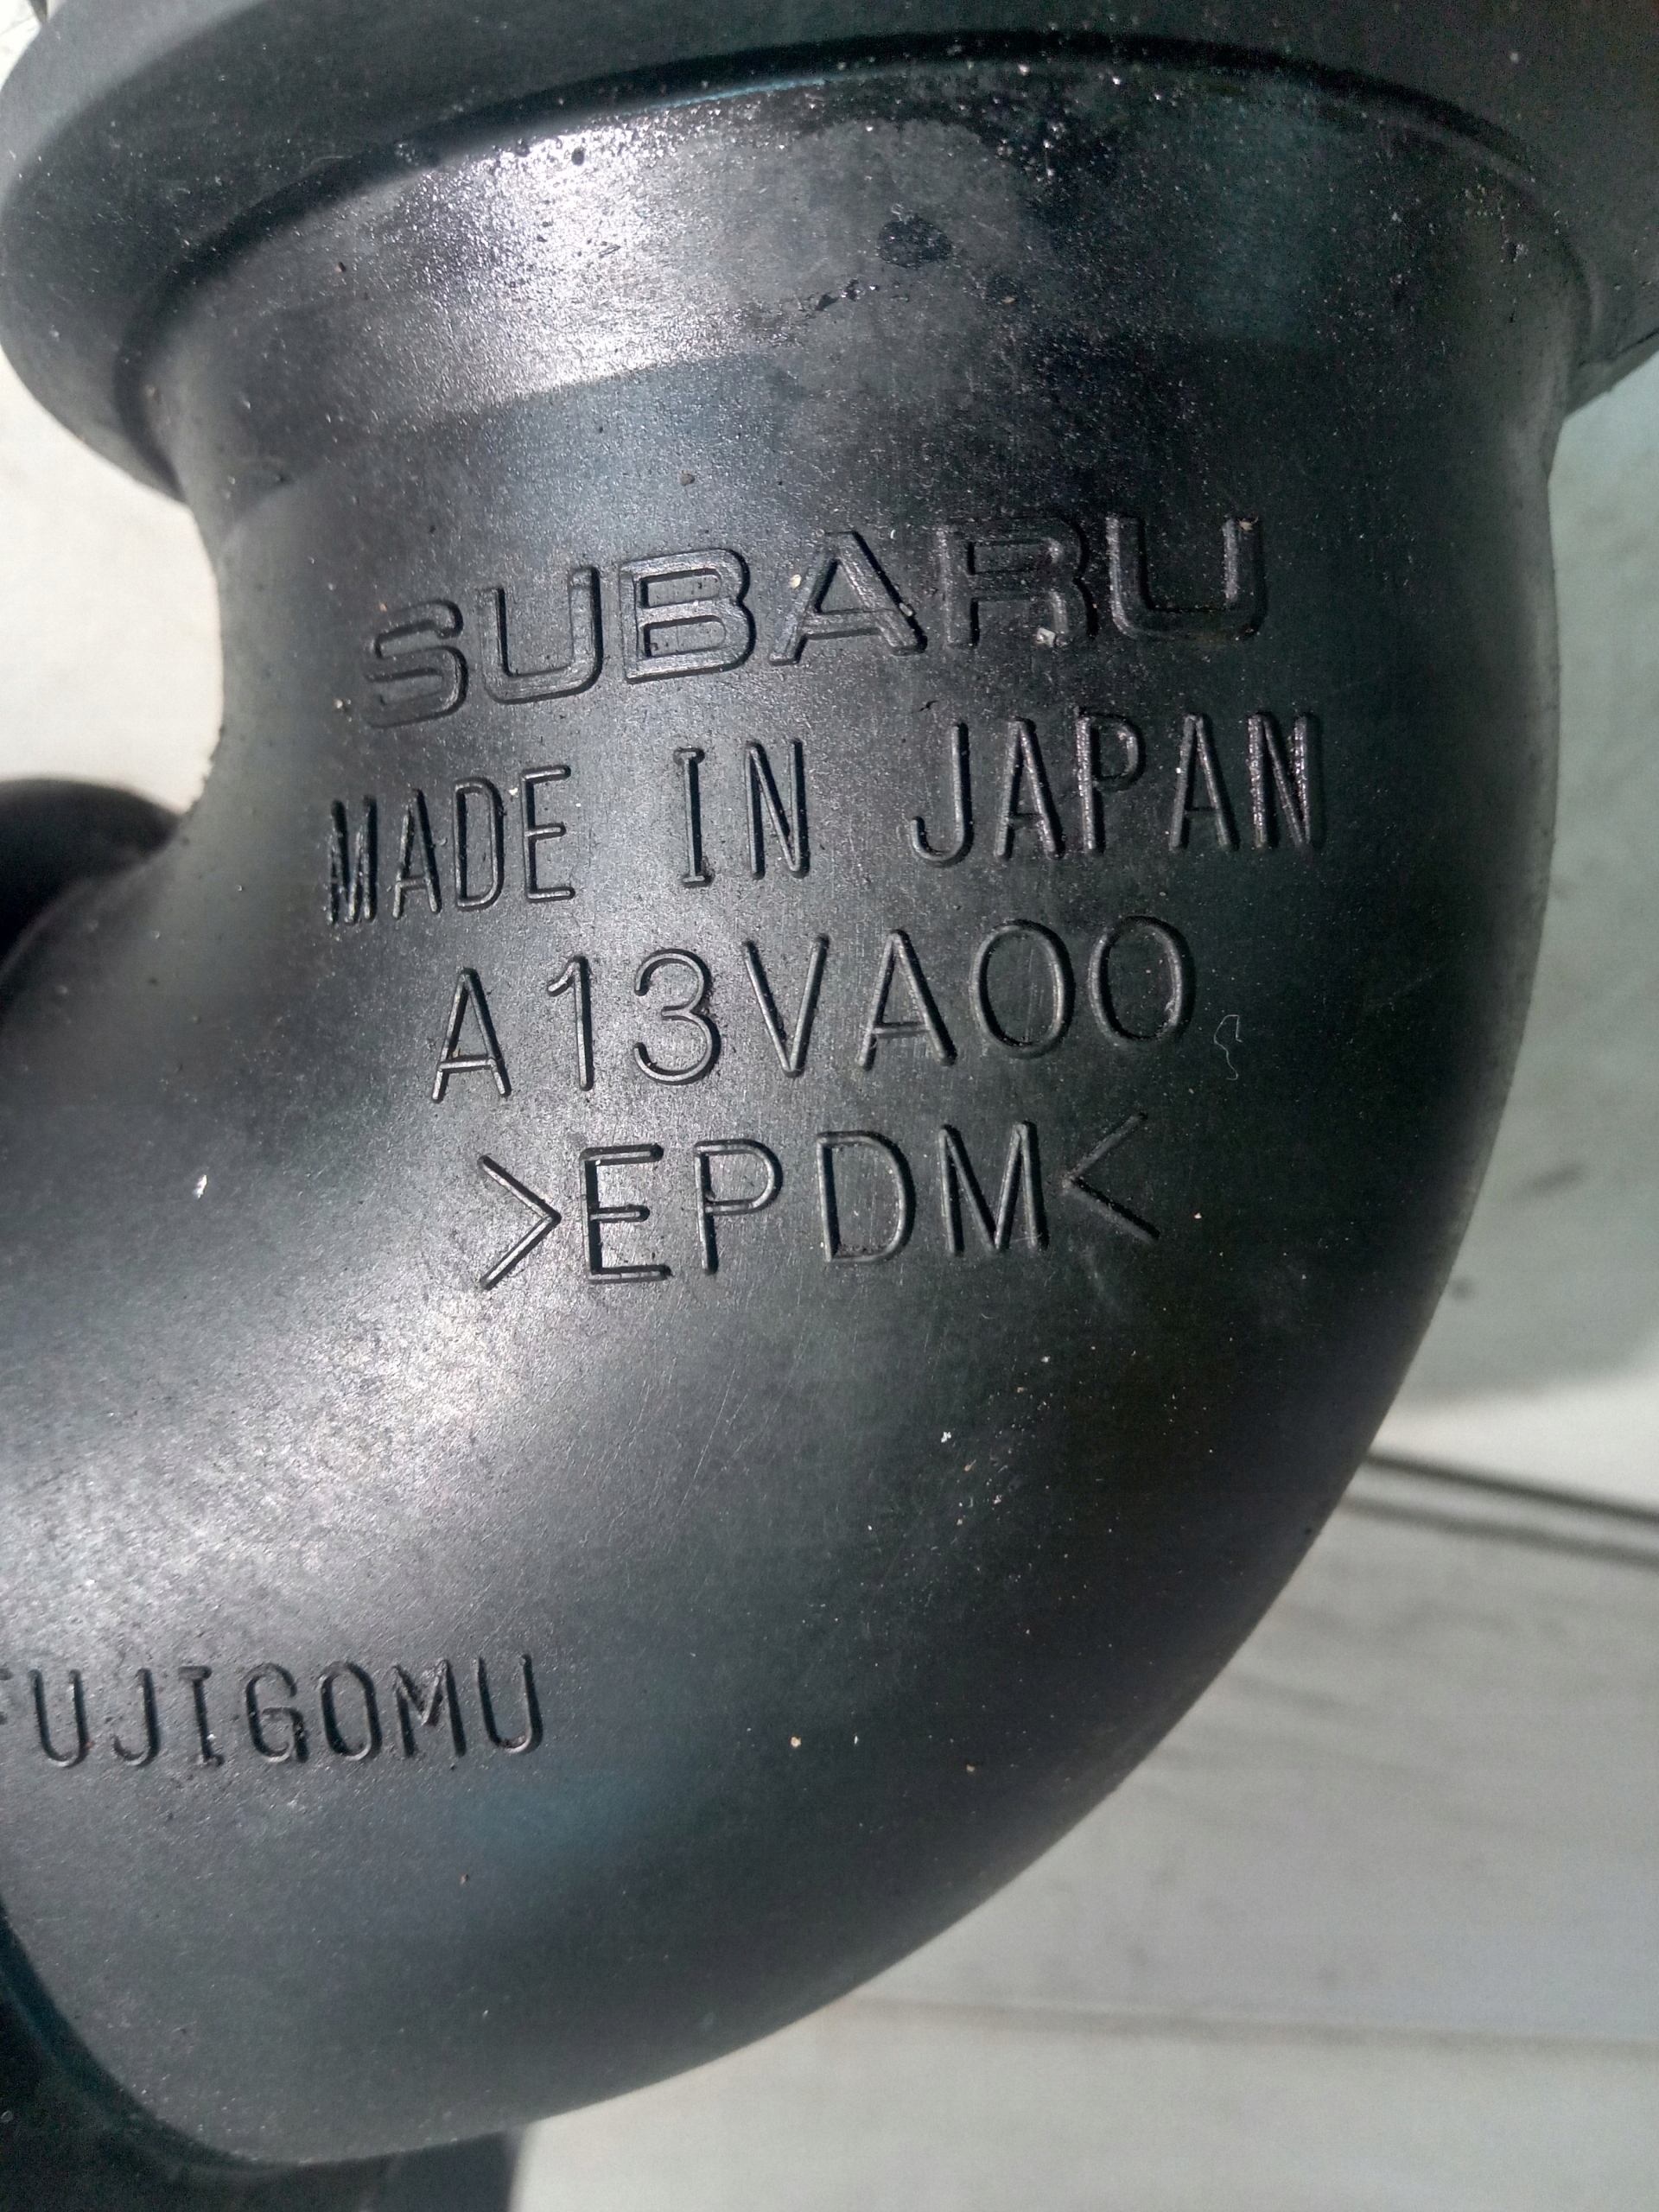 SUBARU
MADE IN JAPAN
A13VA00
>EPDM<
FUJIGOMU